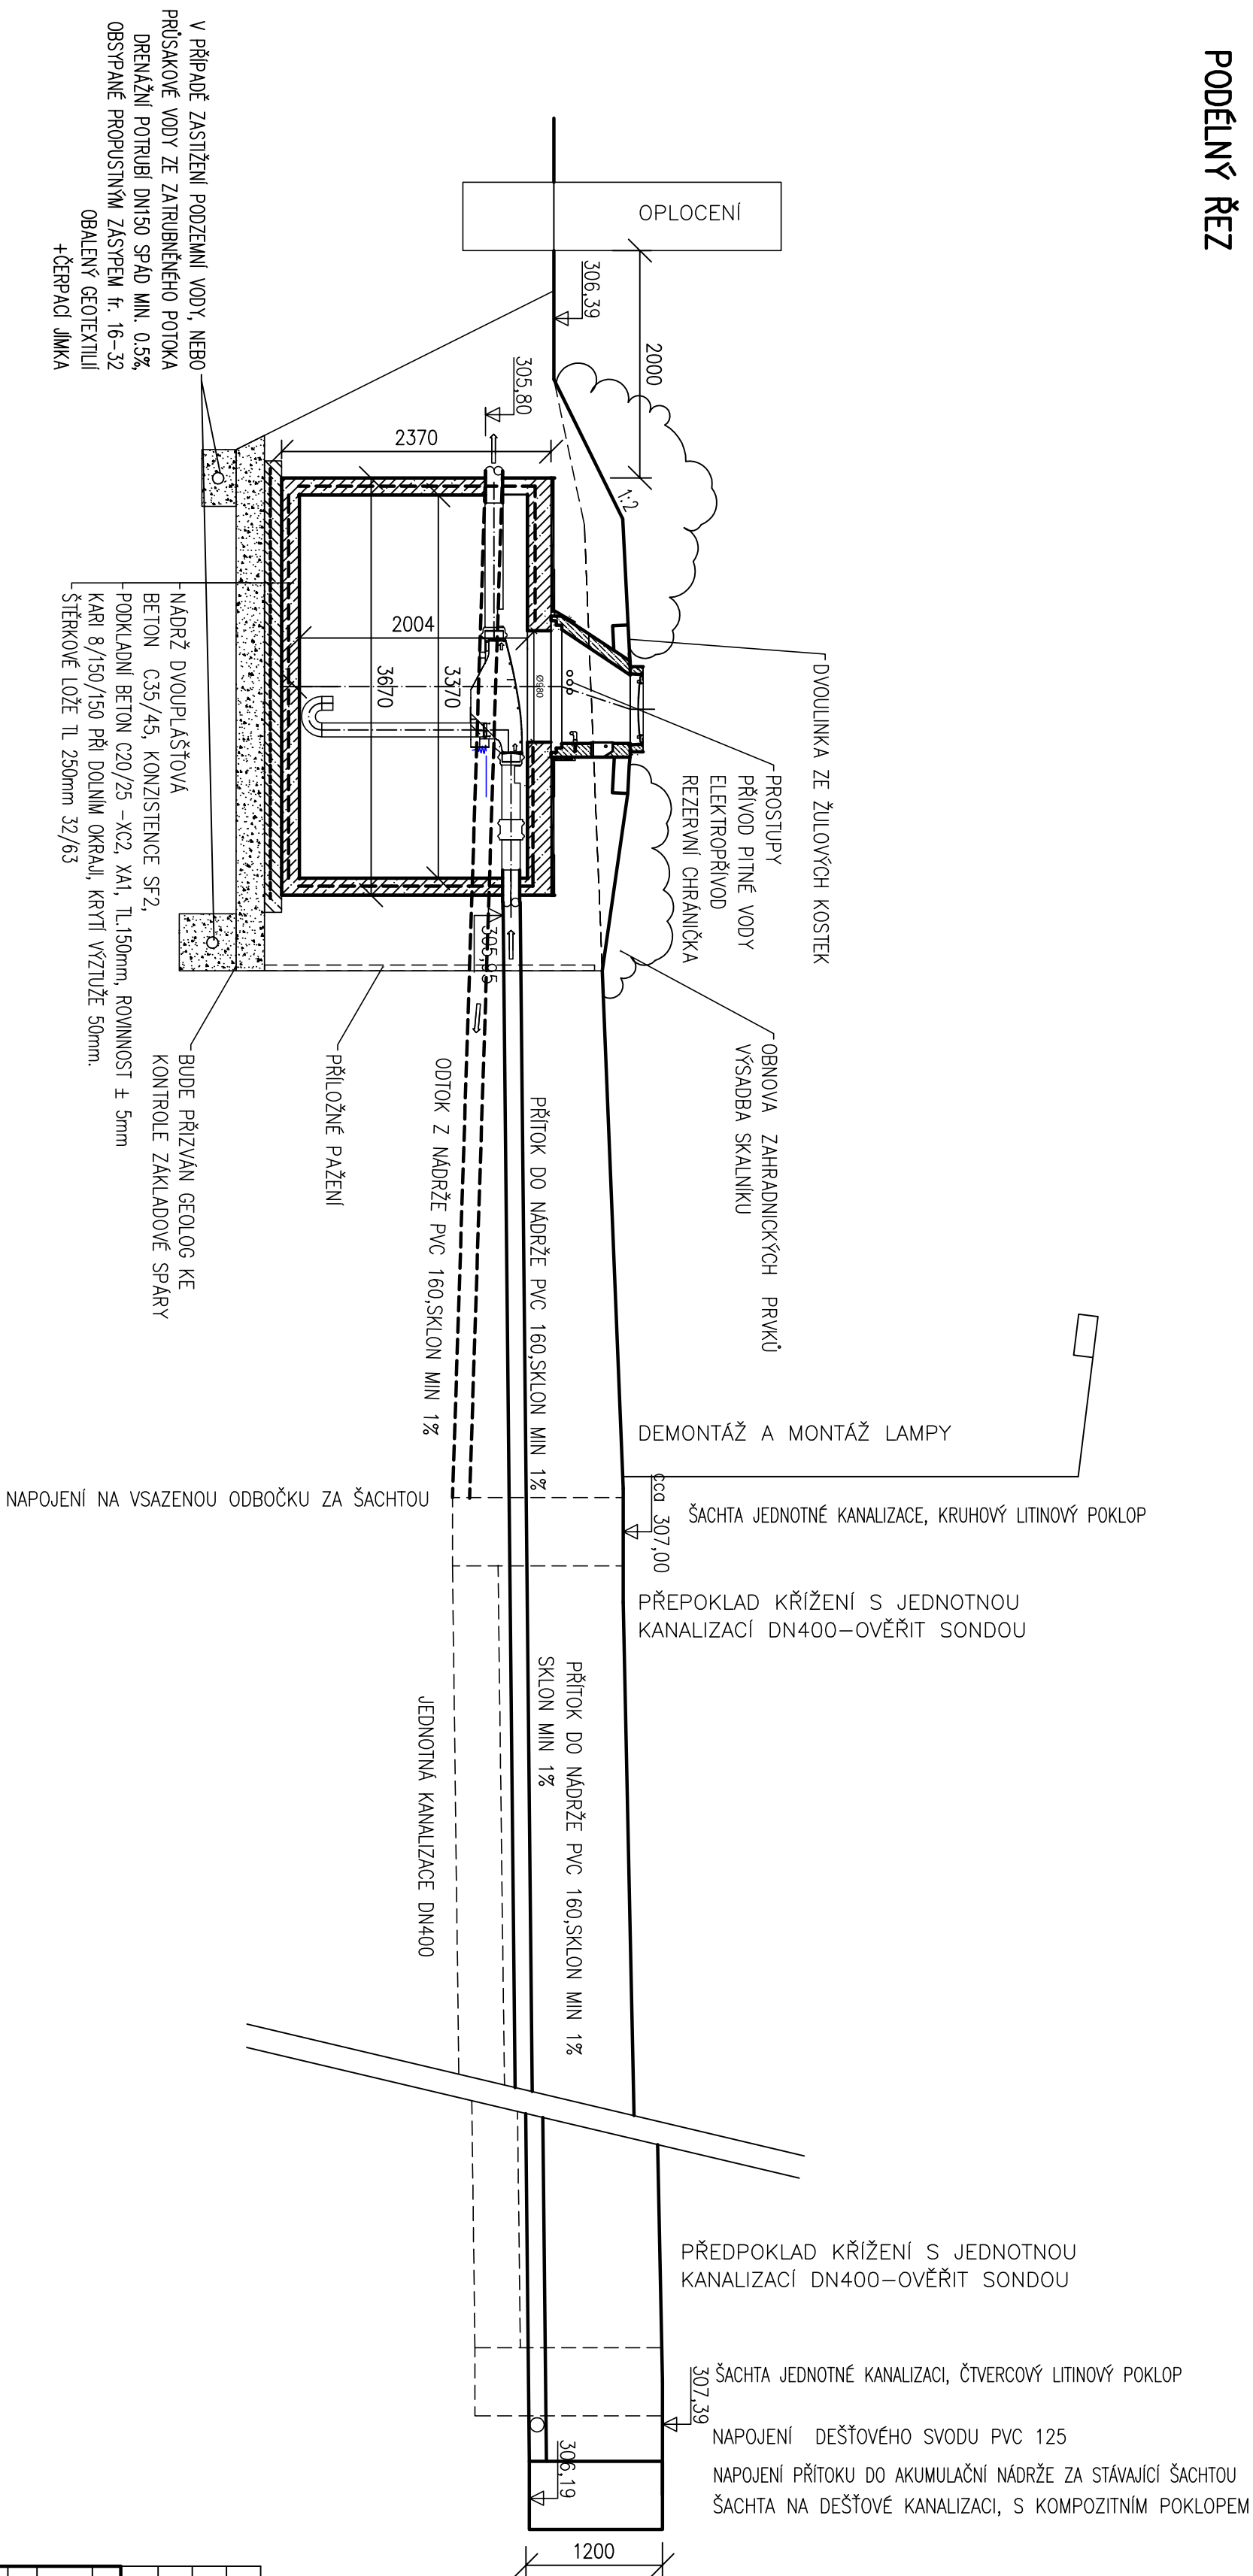 PODÉLNÝ ŘEZ
OPLOCENÍ
306,39
2000
305,80
1:2
2370
2004
3670
3370
Ø980
305,95
V PŘÍPADĚ ZASTIŽENÍ PODZEMNÍ VODY, NEBO
PRŮSAKOVÉ VODY ZE ZATRUBNĚNÉHO POTOKA
DRENÁŽNÍ POTRUBÍ DN150 SPÁD MIN. 0.5%,
OBSYPANÉ PROPUSTNÝM ZÁSYPEM fr. 16-32
OBALENÝ GEOTEXTILIÍ
+ČERPACÍ JÍMKA
DVOULINKA ZE ŽULOVÝCH KOSTEK
PROSTUPY
PŘÍVOD PITNÉ VODY
ELEKTROPŘÍVOD
REZERVNÍ CHRÁNIČKA
OBNOVA ZAHRADNICKÝCH PRVKŮ
VÝSADBA SKALNÍKU
NÁDRŽ DVOUPLÁŠŤOVÁ
BETON C35/45, KONZISTENCE SF2,
PODKLADNÍ BETON C20/25 -XC2, XA1, TL.150mm, ROVINNOST ± 5mm
KARI 8/150/150 PŘI DOLNÍM OKRAJI, KRYTÍ VÝZTUŽE 50mm.
ŠTĚRKOVÉ LOŽE TL 250mm 32/63
BUDE PŘIZVÁN GEOLOG KE
KONTROLE ZÁKLADOVÉ SPÁRY
PŘÍLOŽNÉ PAŽENÍ
ODTOK Z NÁDRŽE PVC 160,SKLON MIN 1%
PŘÍTOK DO NÁDRŽE PVC 160,SKLON MIN 1%
DEMONTÁŽ A MONTÁŽ LAMPY
NAPOJENÍ NA VSAZENOU ODBOČKU ZA ŠACHTOU
cca 307,00
ŠACHTA JEDNOTNÉ KANALIZACE, KRUHOVÝ LITINOVÝ POKLOP
PŘEPOKLAD KŘÍŽENÍ S JEDNOTNOU
KANALIZACÍ DN400-OVĚŘIT SONDOU
PŘÍTOK DO NÁDRŽE PVC 160,SKLON MIN 1%
SKLON MIN 1%
JEDNOTNÁ KANALIZACE DN400
PŘEDPOKLAD KŘÍŽENÍ S JEDNOTNOU
KANALIZACÍ DN400-OVĚŘIT SONDOU
307,39
ŠACHTA JEDNOTNÉ KANALIZACI, ČTVERCOVÝ LITINOVÝ POKLOP
NAPOJENÍ DEŠŤOVÉHO SVODU PVC 125
306,19
NAPOJENÍ PŘÍTOKU DO AKUMULAČNÍ NÁDRŽE ZA STÁVAJÍCÍ ŠACHTOU
ŠACHTA NA DEŠŤOVÉ KANALIZACI, S KOMPOZITNÍM POKLOPEM
1200